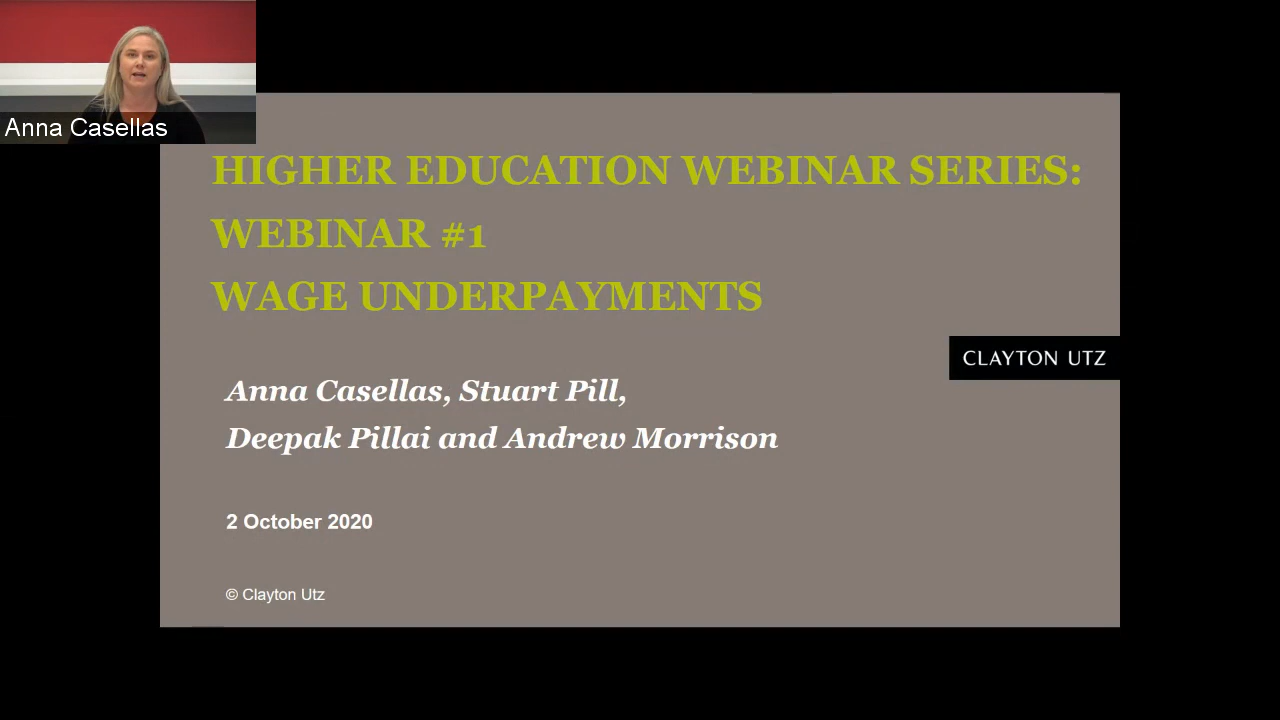 Anna Casellas
HIGHER EDUCATION WEBINAR SERIES:
WEBINAR #1
WAGE UNDERPAYMENTS
CLAYTON UTZ
Anna Casellas, Stuart Pill,
Deepak Pillai and Andrew Morrison
2 October 2020
© Clayton Utz